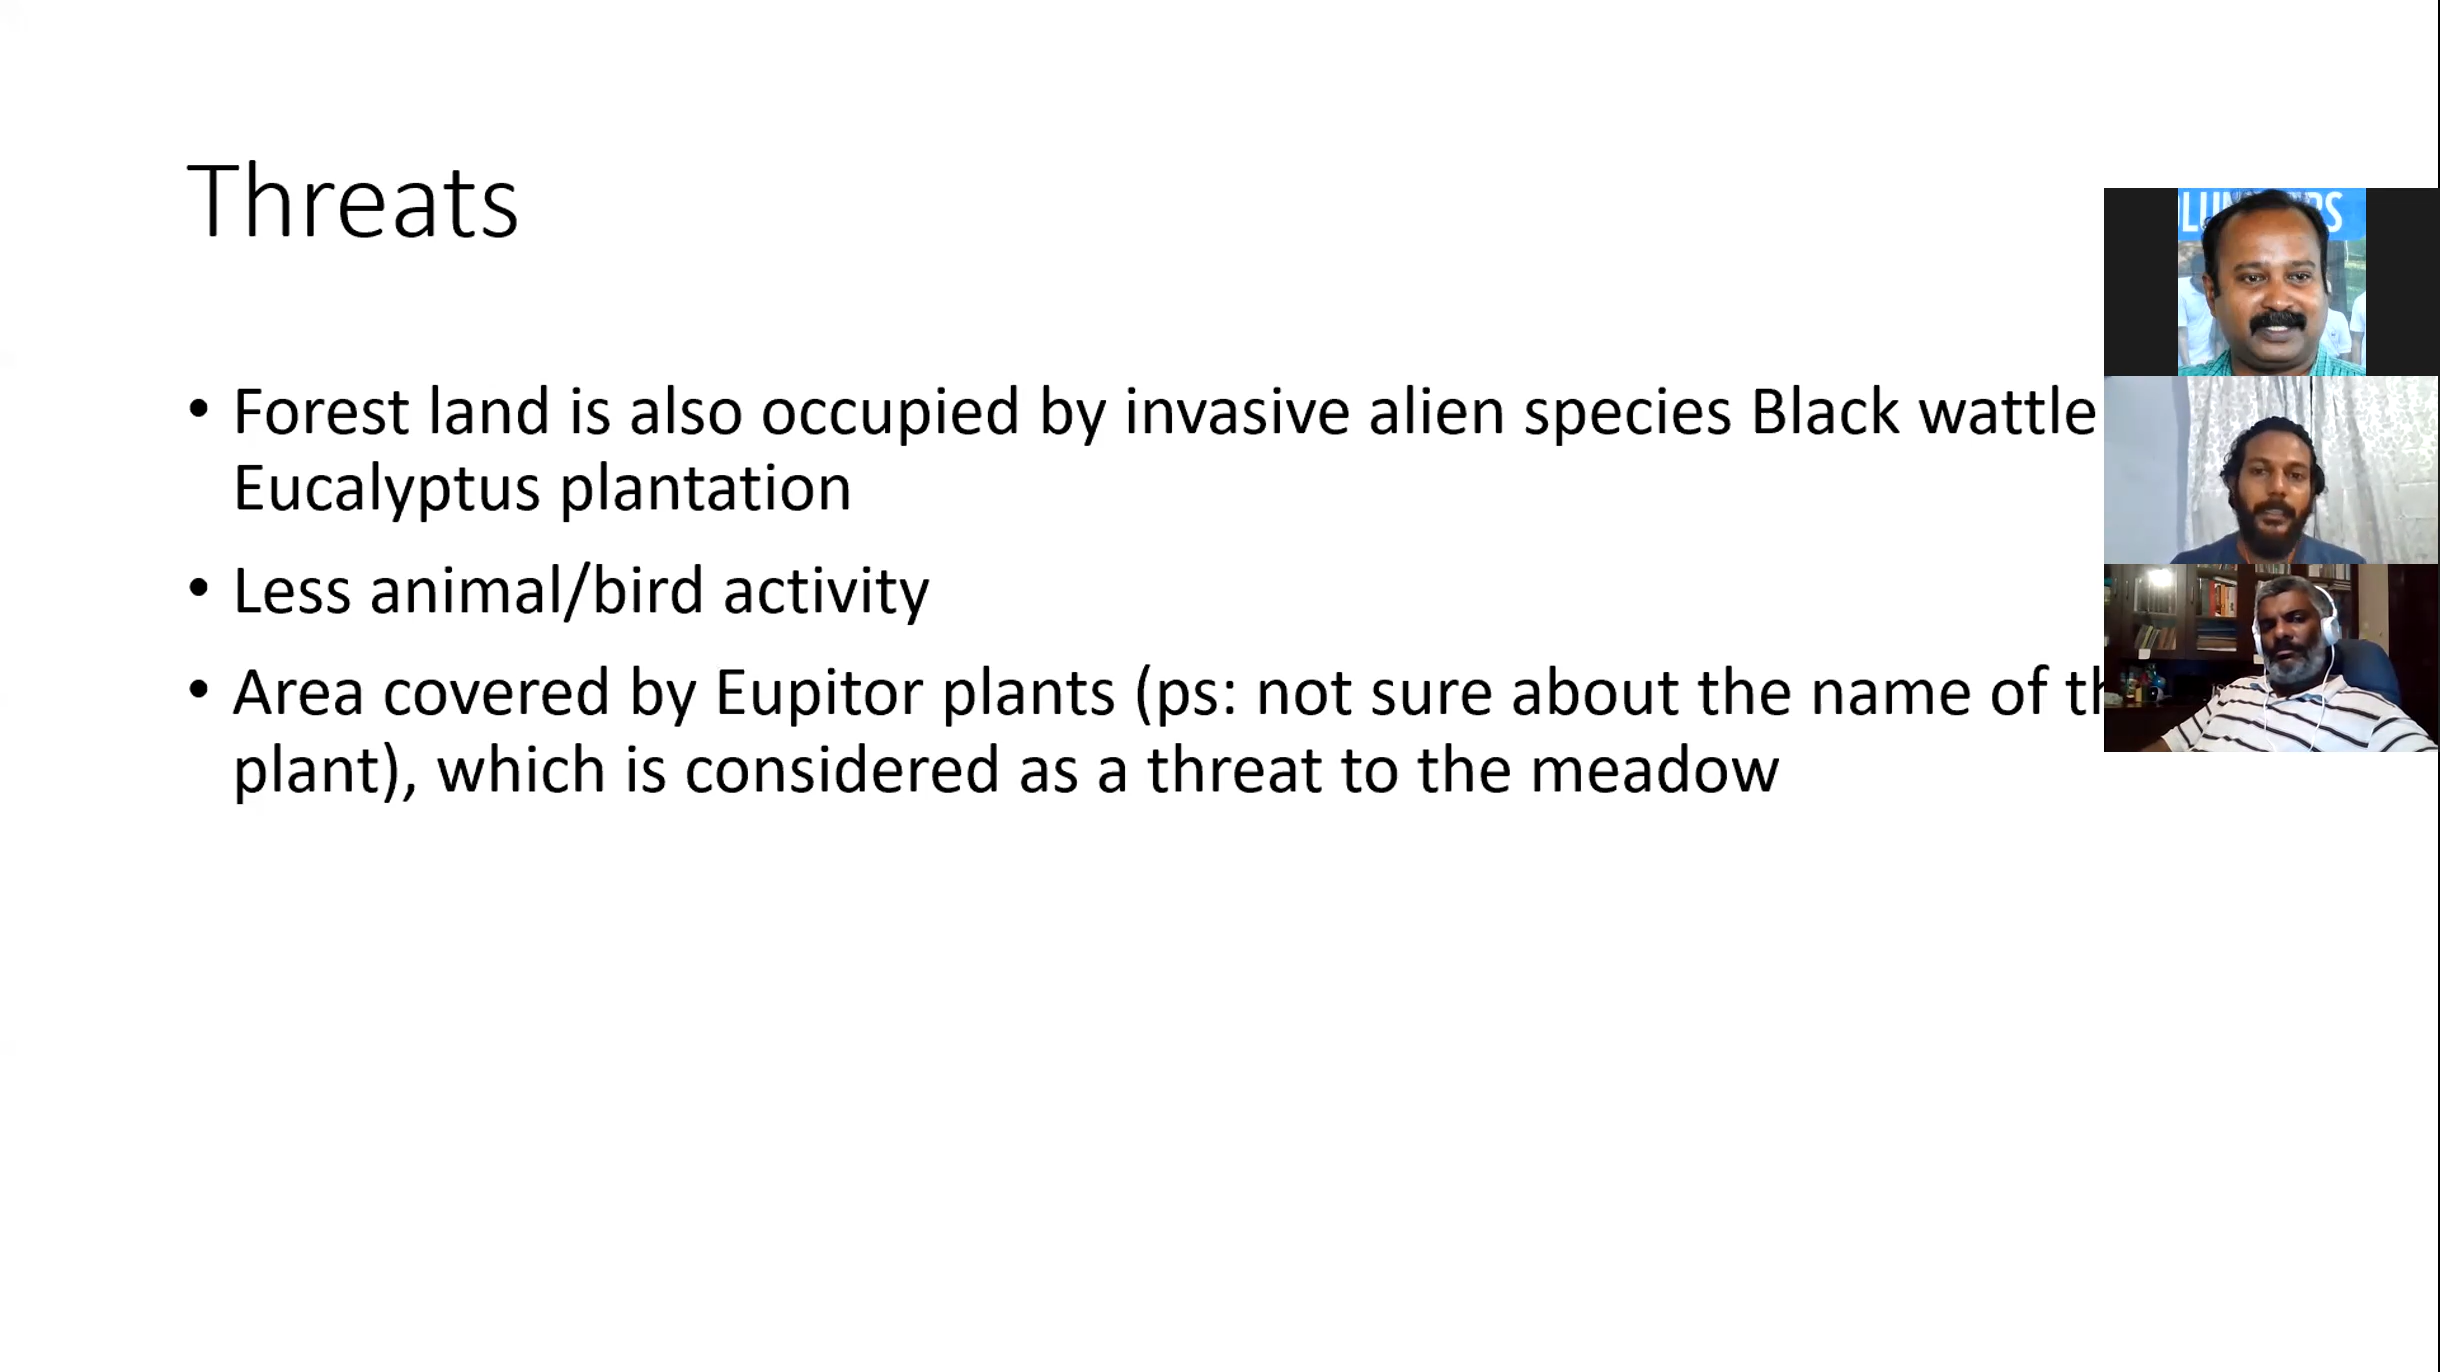 Threats
• Forest land is also occupied by invasive alien species Black wattle
Eucalyptus plantation
• Less animal/bird activity
• Area covered by Eupitor plants (ps: not sure about the name of
plant), which is considered as a threat to the meadow